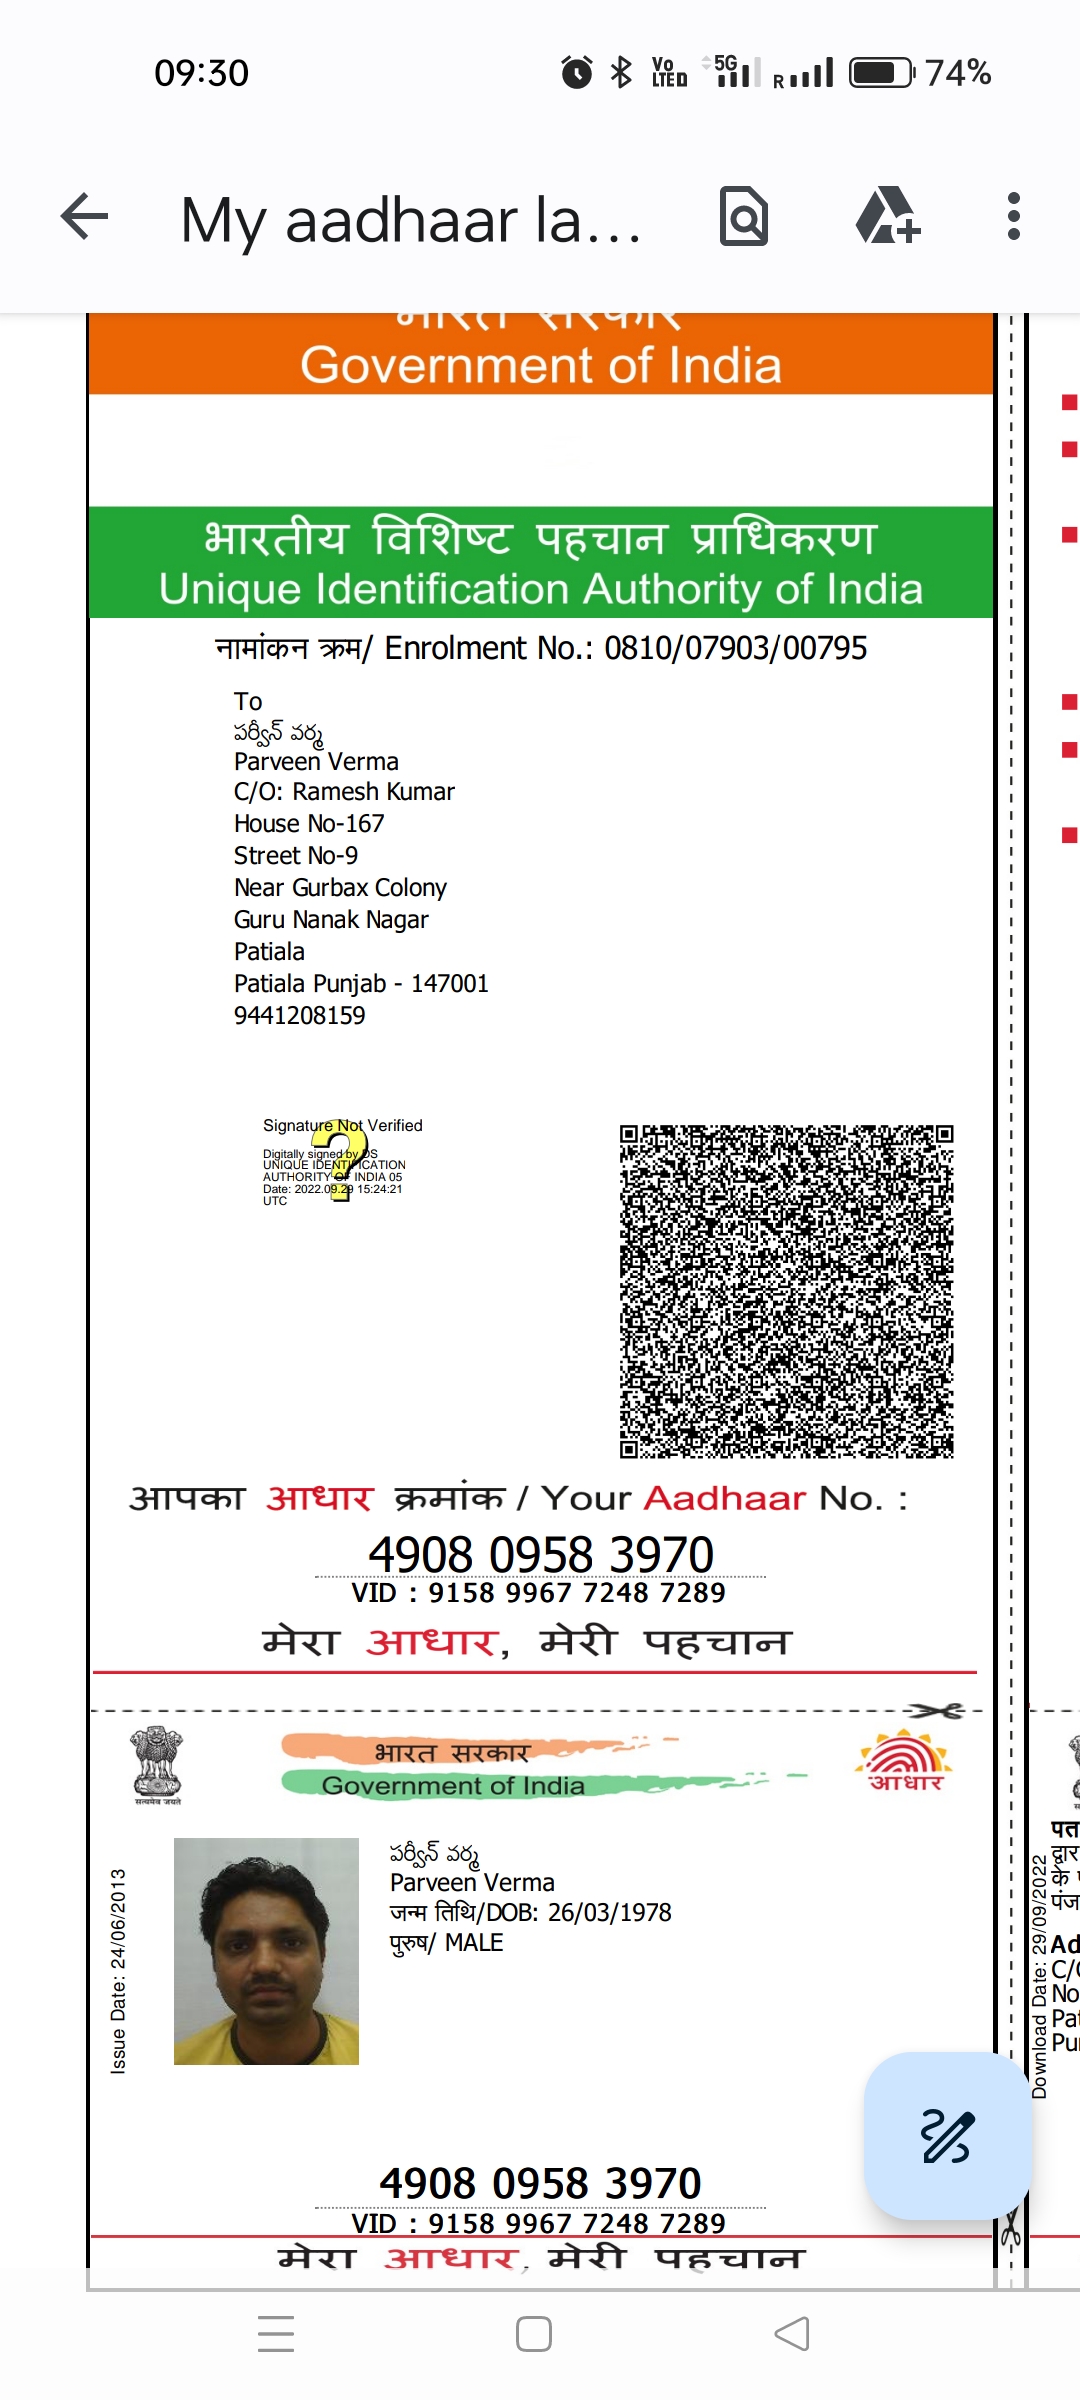 09:30
Vo LTE D 5G R 74%
My aadhaar la...
भारत सरकार
Government of India
भारतीय विशिष्ट पहचान प्राधिकरण
Unique Identification Authority of India
नामांकन क्रम/ Enrolment No.: 0810/07903/00795
To
పర్వీన్ వర్మ
Parveen Verma
C/O: Ramesh Kumar
House No-167
Street No-9
Near Gurbax Colony
Guru Nanak Nagar
Patiala
Patiala Punjab - 147001
9441208159
Signature Not Verified
Digitally signed by DS
UNIQUE IDENTIFICATION
AUTHORITY OF INDIA 05
Date: 2022.09.29 15:24:21
UTC
आपका आधार क्रमांक / Your Aadhaar No. :
4908 0958 3970
VID : 9158 9967 7248 7289
मेरा आधार, मेरी पहचान
सत्यमेव जयते
भारत सरकार
Government of India
आधार
Issue Date: 24/06/2013
పర్వీన్ వర్మ
Parveen Verma
जन्म तिथि/DOB: 26/03/1978
पुरुष/ MALE
4908 0958 3970
VID : 9158 9967 7248 7289
मेरा आधार, मेरी पहचान
Download Date: 29/09/2022